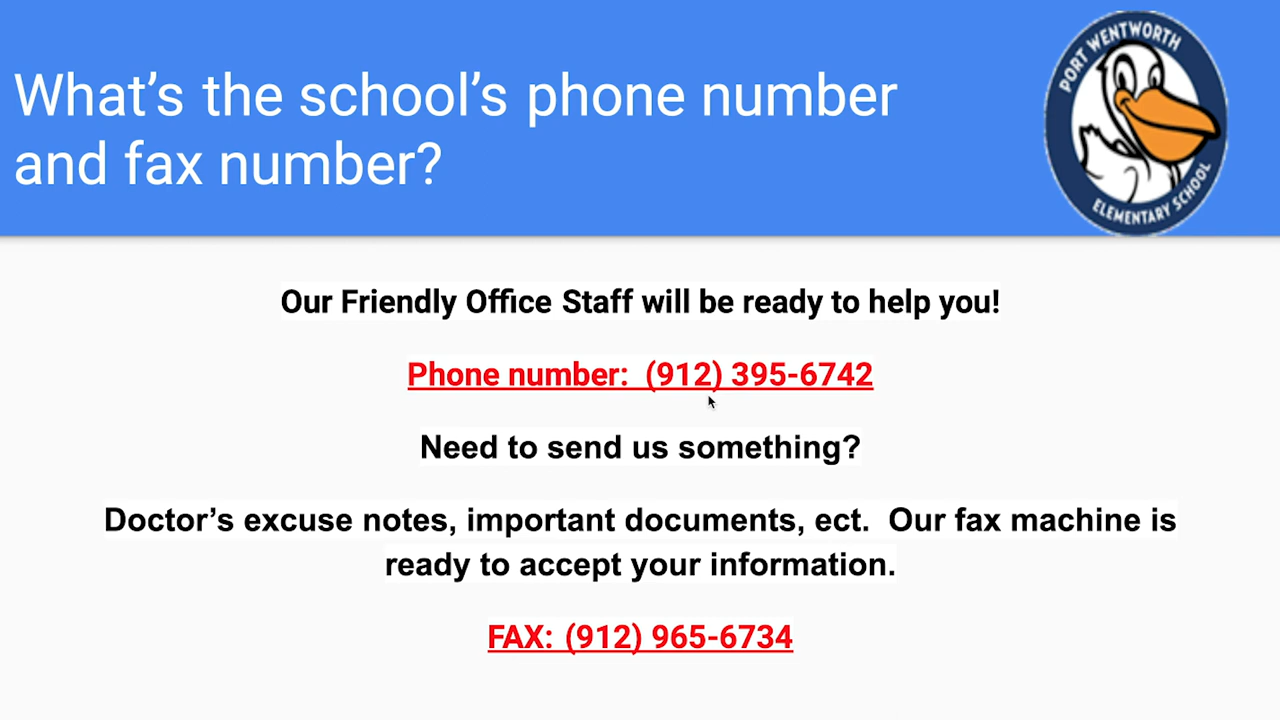 What's the school's phone number
and fax number?
PORT WENTWORTH
ELEMENTARY SCHOOL
Our Friendly Office Staff will be ready to help you!
Phone number:  (912) 395-6742
Need to send us something?
Doctor's excuse notes, important documents, ect.  Our fax machine is
ready to accept your information.
FAX: (912) 965-6734